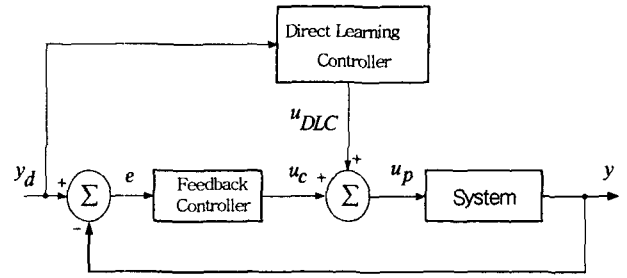 Direct Learning
Controller
u_DLC
y_d
+
Σ
-
e
Feedback
Controller
u_c
+
+
Σ
u_p
System
y